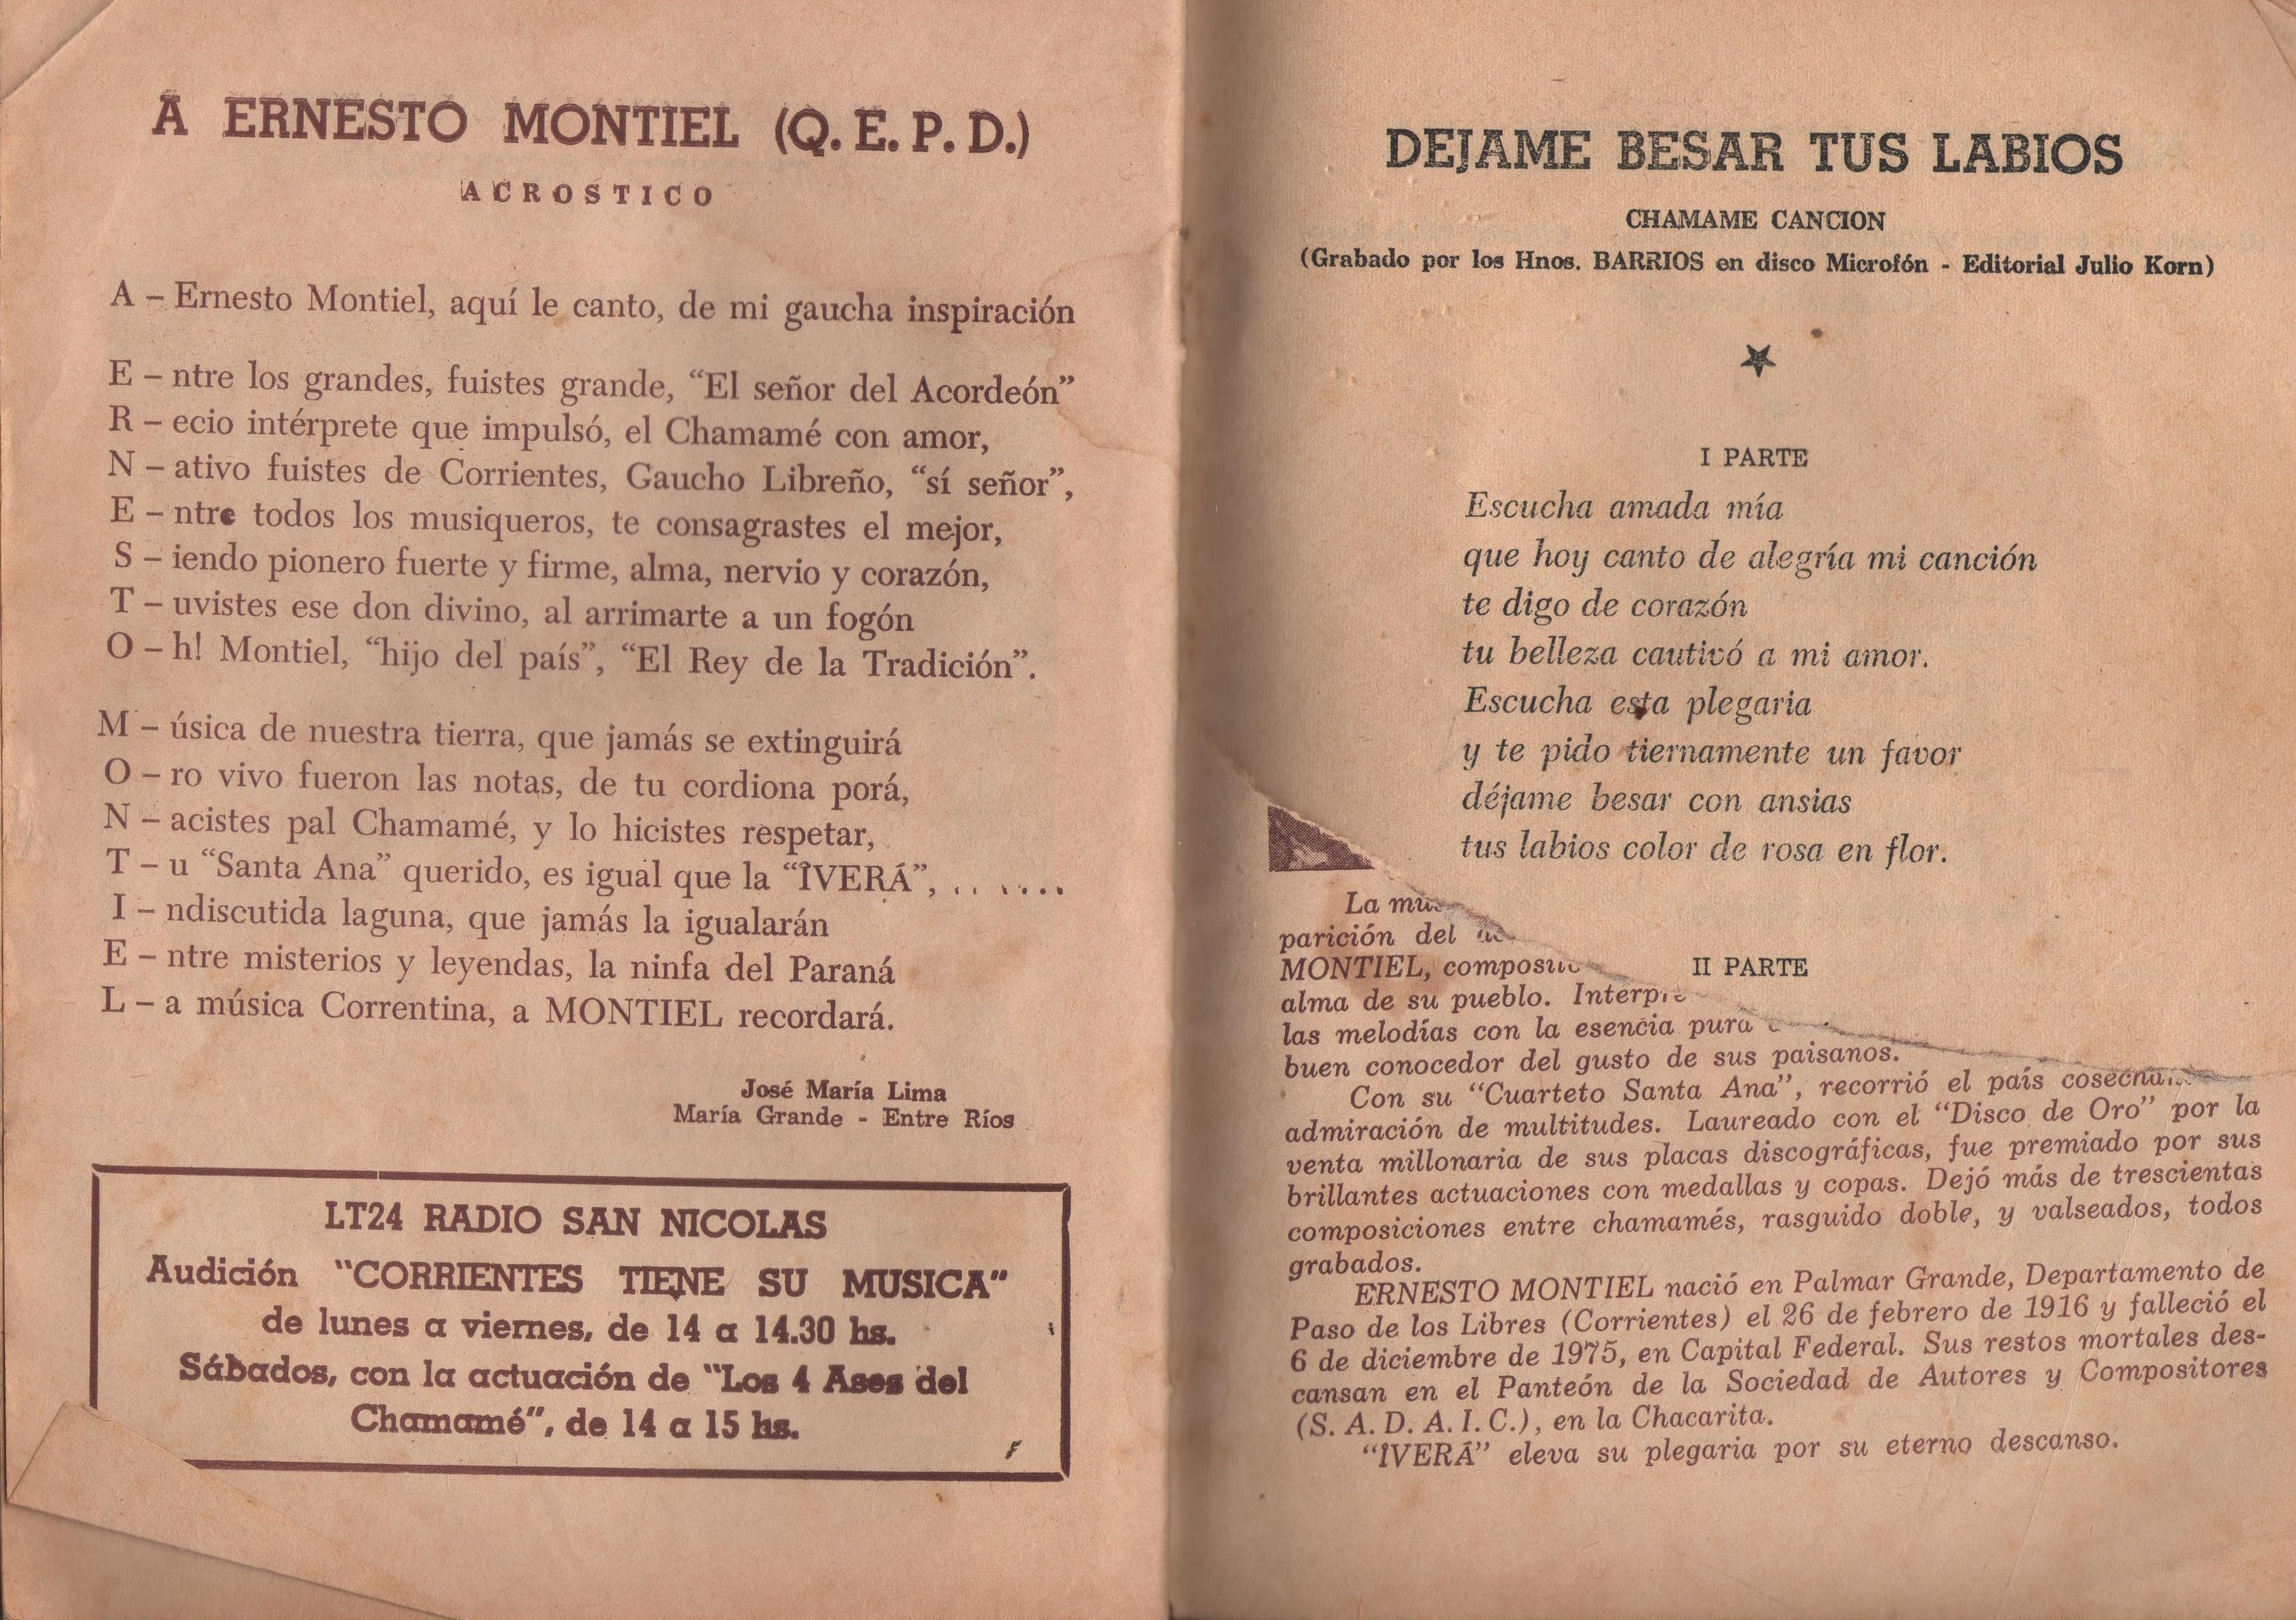 A ERNESTO MONTIEL (Q. E. P. D.)
ACROSTICO
A – Ernesto Montiel, aquí le canto, de mi gaucha inspiración
E – ntre los grandes, fuistes grande, “El señor del Acordeón”
R – ecio intérprete que impulsó, el Chamamé con amor,
N – ativo fuistes de Corrientes, Gaucho Libreño, “sí señor”,
E – ntre todos los musiqueros, te consagrastes el mejor,
S – iendo pionero fuerte y firme, alma, nervio y corazón,
T – uvistes ese don divino, al arrimarte a un fogón
O – h! Montiel, “hijo del país”, “El Rey de la Tradición”.
M – úsica de nuestra tierra, que jamás se extinguirá
O – ro vivo fueron las notas, de tu cordiona porá,
N – acistes pal Chamamé, y lo hicistes respetar,
T – u “Santa Ana” querido, es igual que la “ÎVERÁ”, .......
I – ndiscutida laguna, que jamás la igualarán
E – ntre misterios y leyendas, la ninfa del Paraná
L – a música Correntina, a MONTIEL recordará.
José María Lima
María Grande - Entre Ríos
LT24 RADIO SAN NICOLAS
Audición “CORRIENTES TIENE SU MUSICA”
de lunes a viernes, de 14 a 14.30 hs.
Sábados, con la actuación de “Los 4 Ases del
Chamamé”, de 14 a 15 hs.
DEJAME BESAR TUS LABIOS
CHAMAME CANCION
(Grabado por los Hnos. BARRIOS en disco Microfón - Editorial Julio Korn)
I PARTE
Escucha amada mía
que hoy canto de alegría mi canción
te digo de corazón
tu belleza cautivó a mi amor.
Escucha esta plegaria
y te pido tiernamente un favor
déjame besar con ansias
tus labios color de rosa en flor.
II PARTE
La
parición del
MONTIEL,
alma de su pueblo.
las melodías con la esencia pura
buen conocedor del gusto de sus paisanos.
Con su “Cuarteto Santa Ana”, recorrió el país
admiración de multitudes. Laureado con el “Disco de Oro” por la
venta millonaria de sus placas discográficas, fue premiado por sus
brillantes actuaciones con medallas y copas. Dejó más de trescientas
composiciones entre chamamés, rasguido doble, y valseados, todos
grabados.
ERNESTO MONTIEL nació en Palmar Grande, Departamento de
Paso de los Libres (Corrientes) el 26 de febrero de 1916 y falleció el
6 de diciembre de 1975, en Capital Federal. Sus restos mortales des-
cansan en el Panteón de la Sociedad de Autores y Compositores
(S. A. D. A. I. C.), en la Chacarita.
“ÎVERÁ” eleva su plegaria por su eterno descanso.